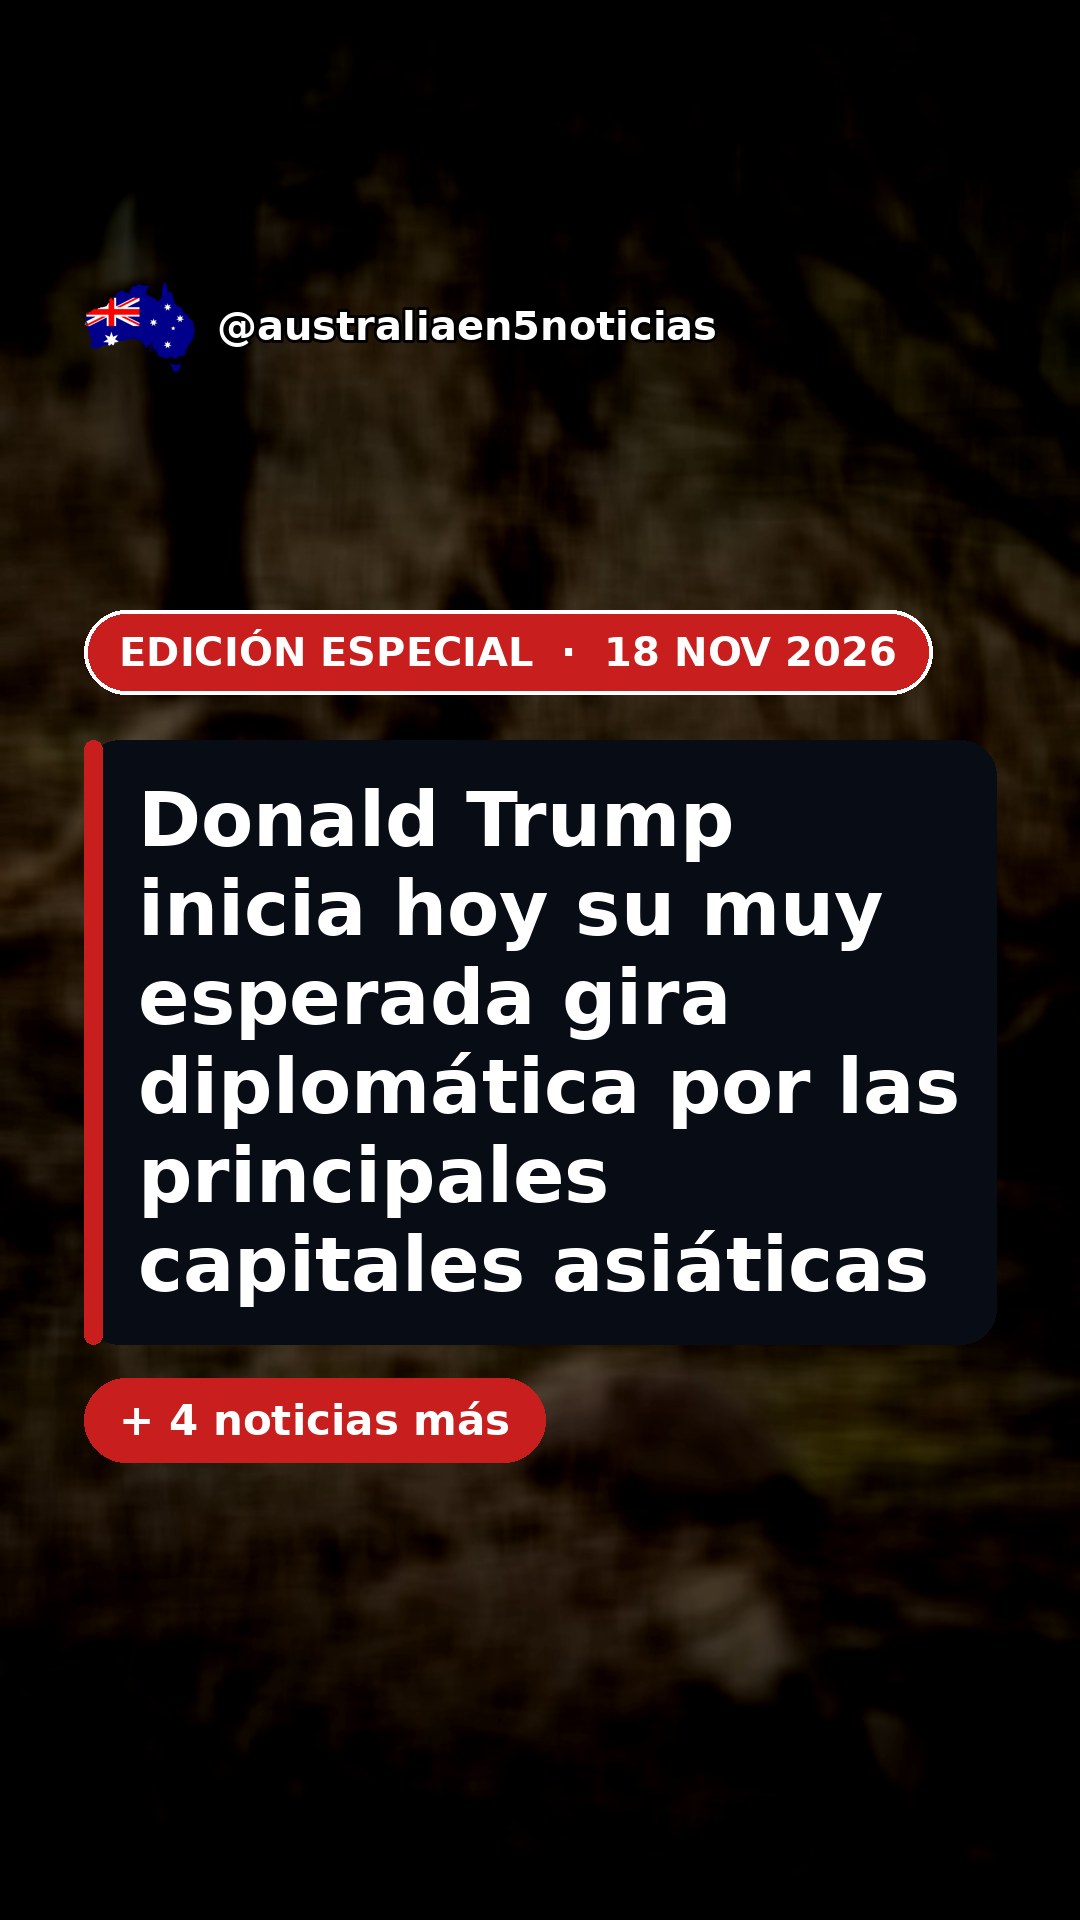 @australiaen5noticias
EDICIÓN ESPECIAL · 18 NOV 2026
Donald Trump
inicia hoy su muy
esperada gira
diplomática por las
principales
capitales asiáticas
+ 4 noticias más